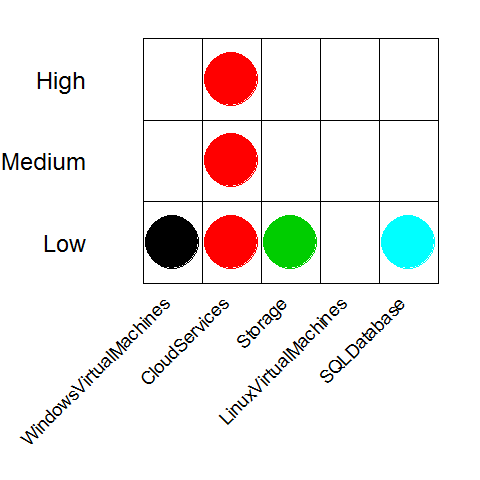 High
Medium
Low
WindowsVirtualMachines
CloudServices
Storage
LinuxVirtualMachines
SQLDatabase